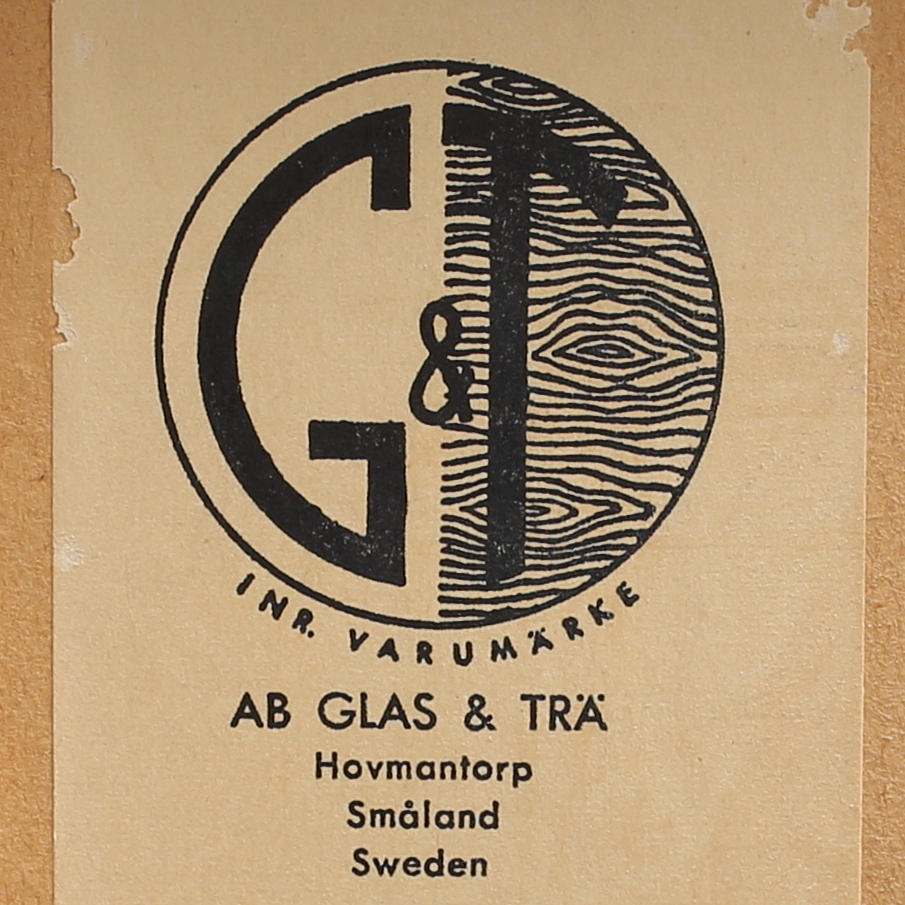 G&T
INR. VARUMÄRKE
AB GLAS & TRÄ
Hovmantorp
Småland
Sweden